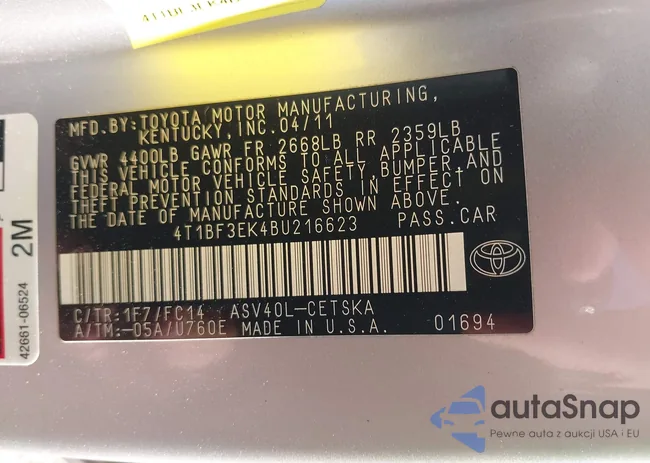 MFD.BY:TOYOTA MOTOR MANUFACTURING,
KENTUCKY, INC.04/11
GVWR 4400LB GAWR FR 2668LB RR 2359LB
THIS VEHICLE CONFORMS TO ALL APPLICABLE
FEDERAL MOTOR VEHICLE SAFETY,BUMPER,AND
THEFT PREVENTION STANDARDS IN EFFECT ON
THE DATE OF MANUFACTURE SHOWN ABOVE.
4T1BF3EK4BU216623 PASS.CAR
C/TR:1F7/FC14 ASV40L-CETSKA
A/TM:-05A/U760E MADE IN U.S.A. 01694
2M
42661-06524
autaSnap
Pewne auta z aukcji USA i EU